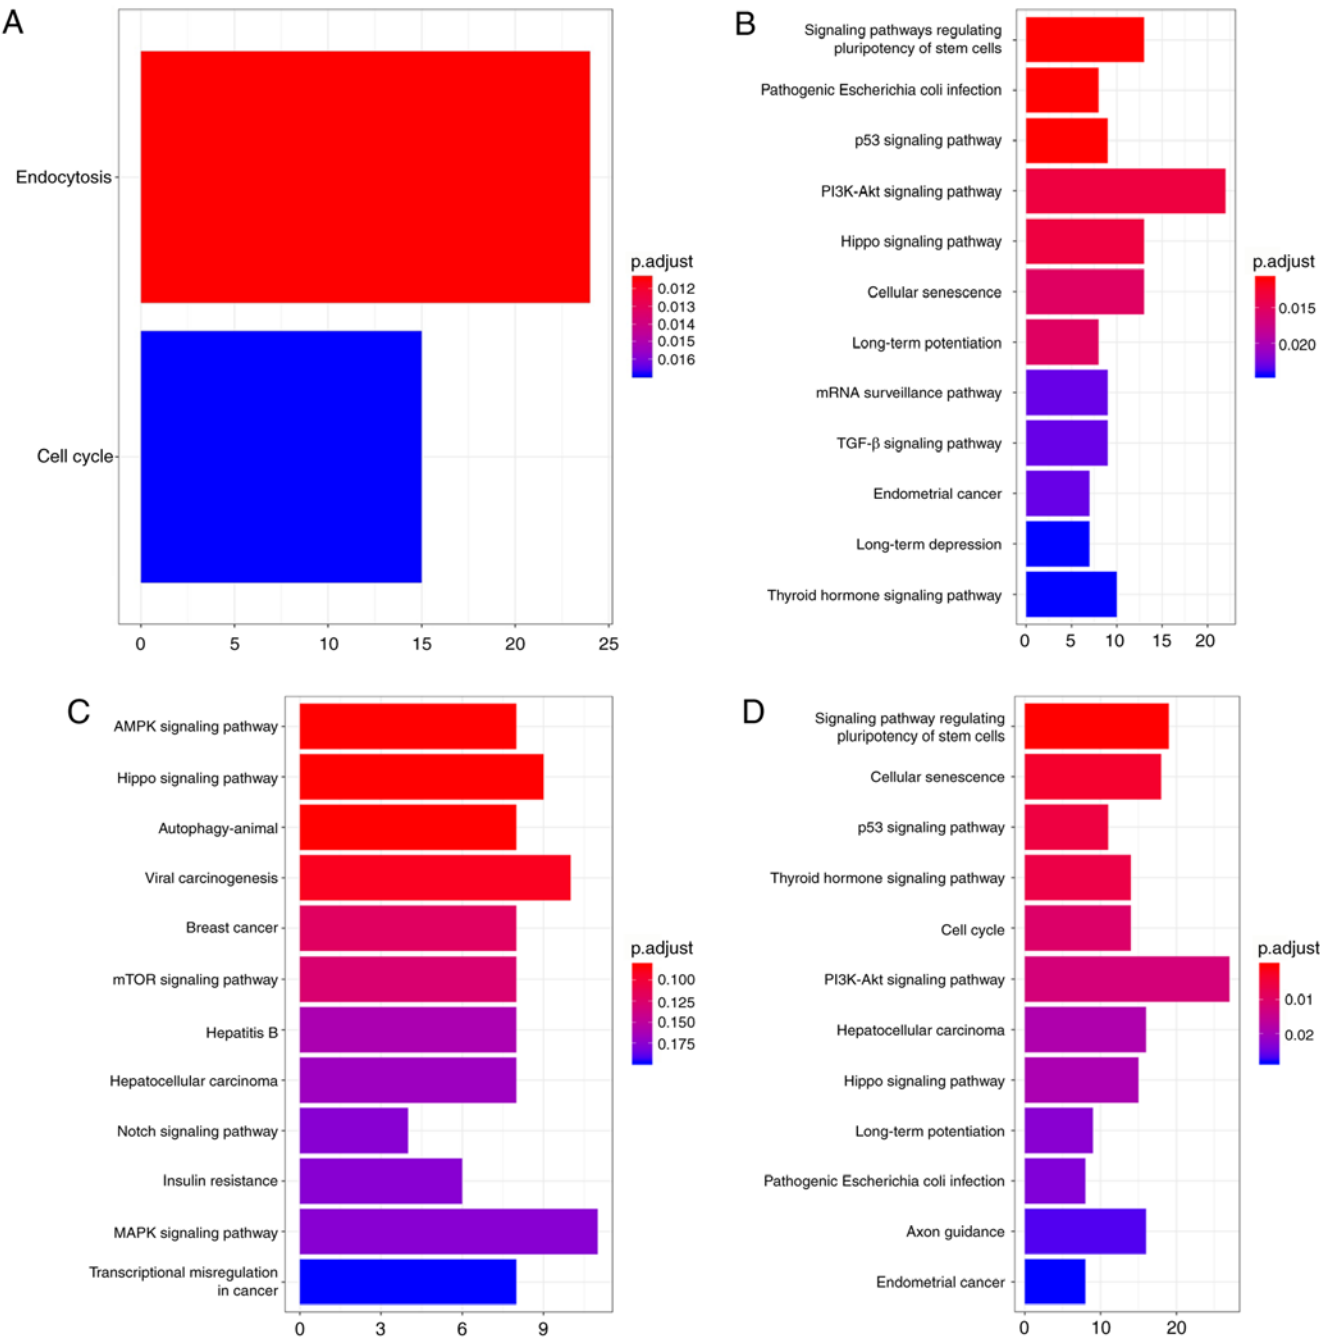 A
Endocytosis
Cell cycle
0 5 10 15 20 25
p.adjust
0.012
0.013
0.014
0.015
0.016
B
Signaling pathways regulating
pluripotency of stem cells
Pathogenic Escherichia coli infection
p53 signaling pathway
PI3K-Akt signaling pathway
Hippo signaling pathway
Cellular senescence
Long-term potentiation
mRNA surveillance pathway
TGF-β signaling pathway
Endometrial cancer
Long-term depression
Thyroid hormone signaling pathway
0 5 10 15 20
p.adjust
0.015
0.020
C
AMPK signaling pathway
Hippo signaling pathway
Autophagy-animal
Viral carcinogenesis
Breast cancer
mTOR signaling pathway
Hepatitis B
Hepatocellular carcinoma
Notch signaling pathway
Insulin resistance
MAPK signaling pathway
Transcriptional misregulation
in cancer
0 3 6 9
p.adjust
0.100
0.125
0.150
0.175
D
Signaling pathway regulating
pluripotency of stem cells
Cellular senescence
p53 signaling pathway
Thyroid hormone signaling pathway
Cell cycle
PI3K-Akt signaling pathway
Hepatocellular carcinoma
Hippo signaling pathway
Long-term potentiation
Pathogenic Escherichia coli infection
Axon guidance
Endometrial cancer
0 10 20
p.adjust
0.01
0.02